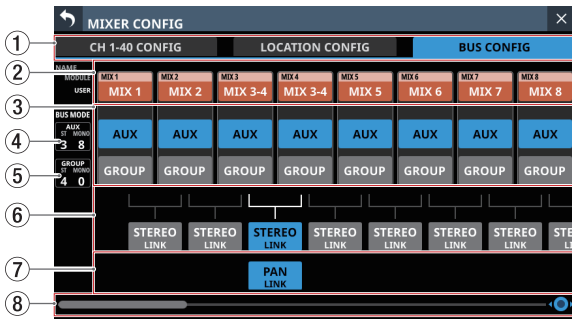 MIXER CONFIG
1 CH 1-40 CONFIG LOCATION CONFIG BUS CONFIG
2 NAME MIX 1 MIX 2 MIX 3 MIX 4 MIX 5 MIX 6 MIX 7 MIX 8
MODULE
USER MIX 1 MIX 2 MIX 3-4 MIX 3-4 MIX 5 MIX 6 MIX 7 MIX 8
3 BUS MODE
4 AUX AUX AUX AUX AUX AUX AUX AUX AUX
ST MONO
3 8
5 GROUP GROUP GROUP GROUP GROUP GROUP GROUP GROUP GROUP
ST MONO
4 0
6 STEREO STEREO STEREO STEREO STEREO STEREO STEREO STE
LINK LINK LINK LINK LINK LINK LINK
7 PAN
LINK
8